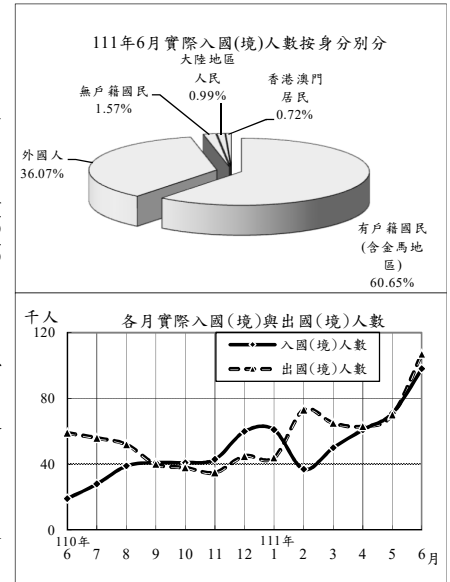 111年6月實際入國(境)人數按身分別分
大陸地區
人民
0.99%
香港澳門
居民
0.72%
無戶籍國民
1.57%
外國人
36.07%
有戶籍國民
(含金馬地
區)
60.65%
千人
各月實際入國(境)與出國(境)人數
入國(境)人數
出國(境)人數
120
80
40
0
110年
111年
6 7 8 9 10 11 12 1 2 3 4 5 6月